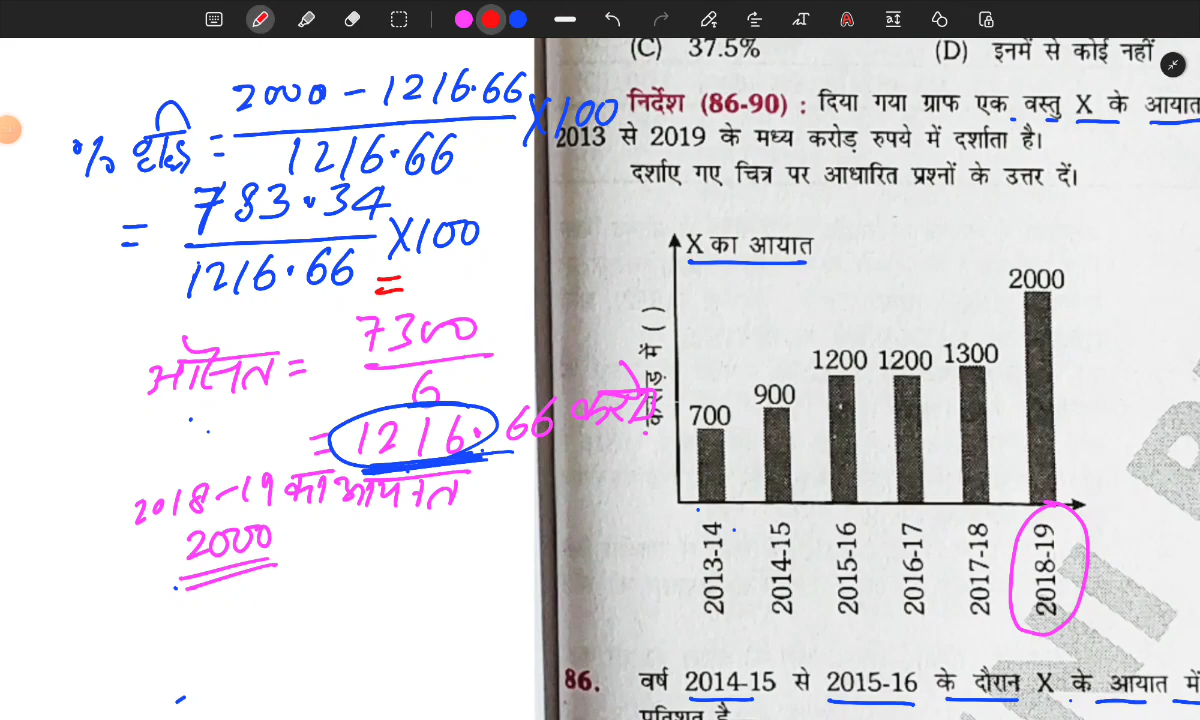 (C) 37.5% (D) इनमें से कोई नहीं
निर्देश (86-90) : दिया गया ग्राफ एक वस्तु X के आयात
2013 से 2019 के मध्य करोड़ रुपये में दर्शाता है।
दर्शाए गए चित्र पर आधारित प्रश्नों के उत्तर दें।
X का आयात
करोड़ में ( )
700
900
1200
1200
1300
2000
2013-14
2014-15
2015-16
2016-17
2017-18
2018-19
86. वर्ष 2014-15 से 2015-16 के दौरान X के आयात में
प्रतिशत है
% वृद्धि = 2000 - 1216.66 X100
1216.66
= 783.34 X100
1216.66
=
औसत = 7300
6
= 1216.66 करोड़
2018-19 का आयात
2000